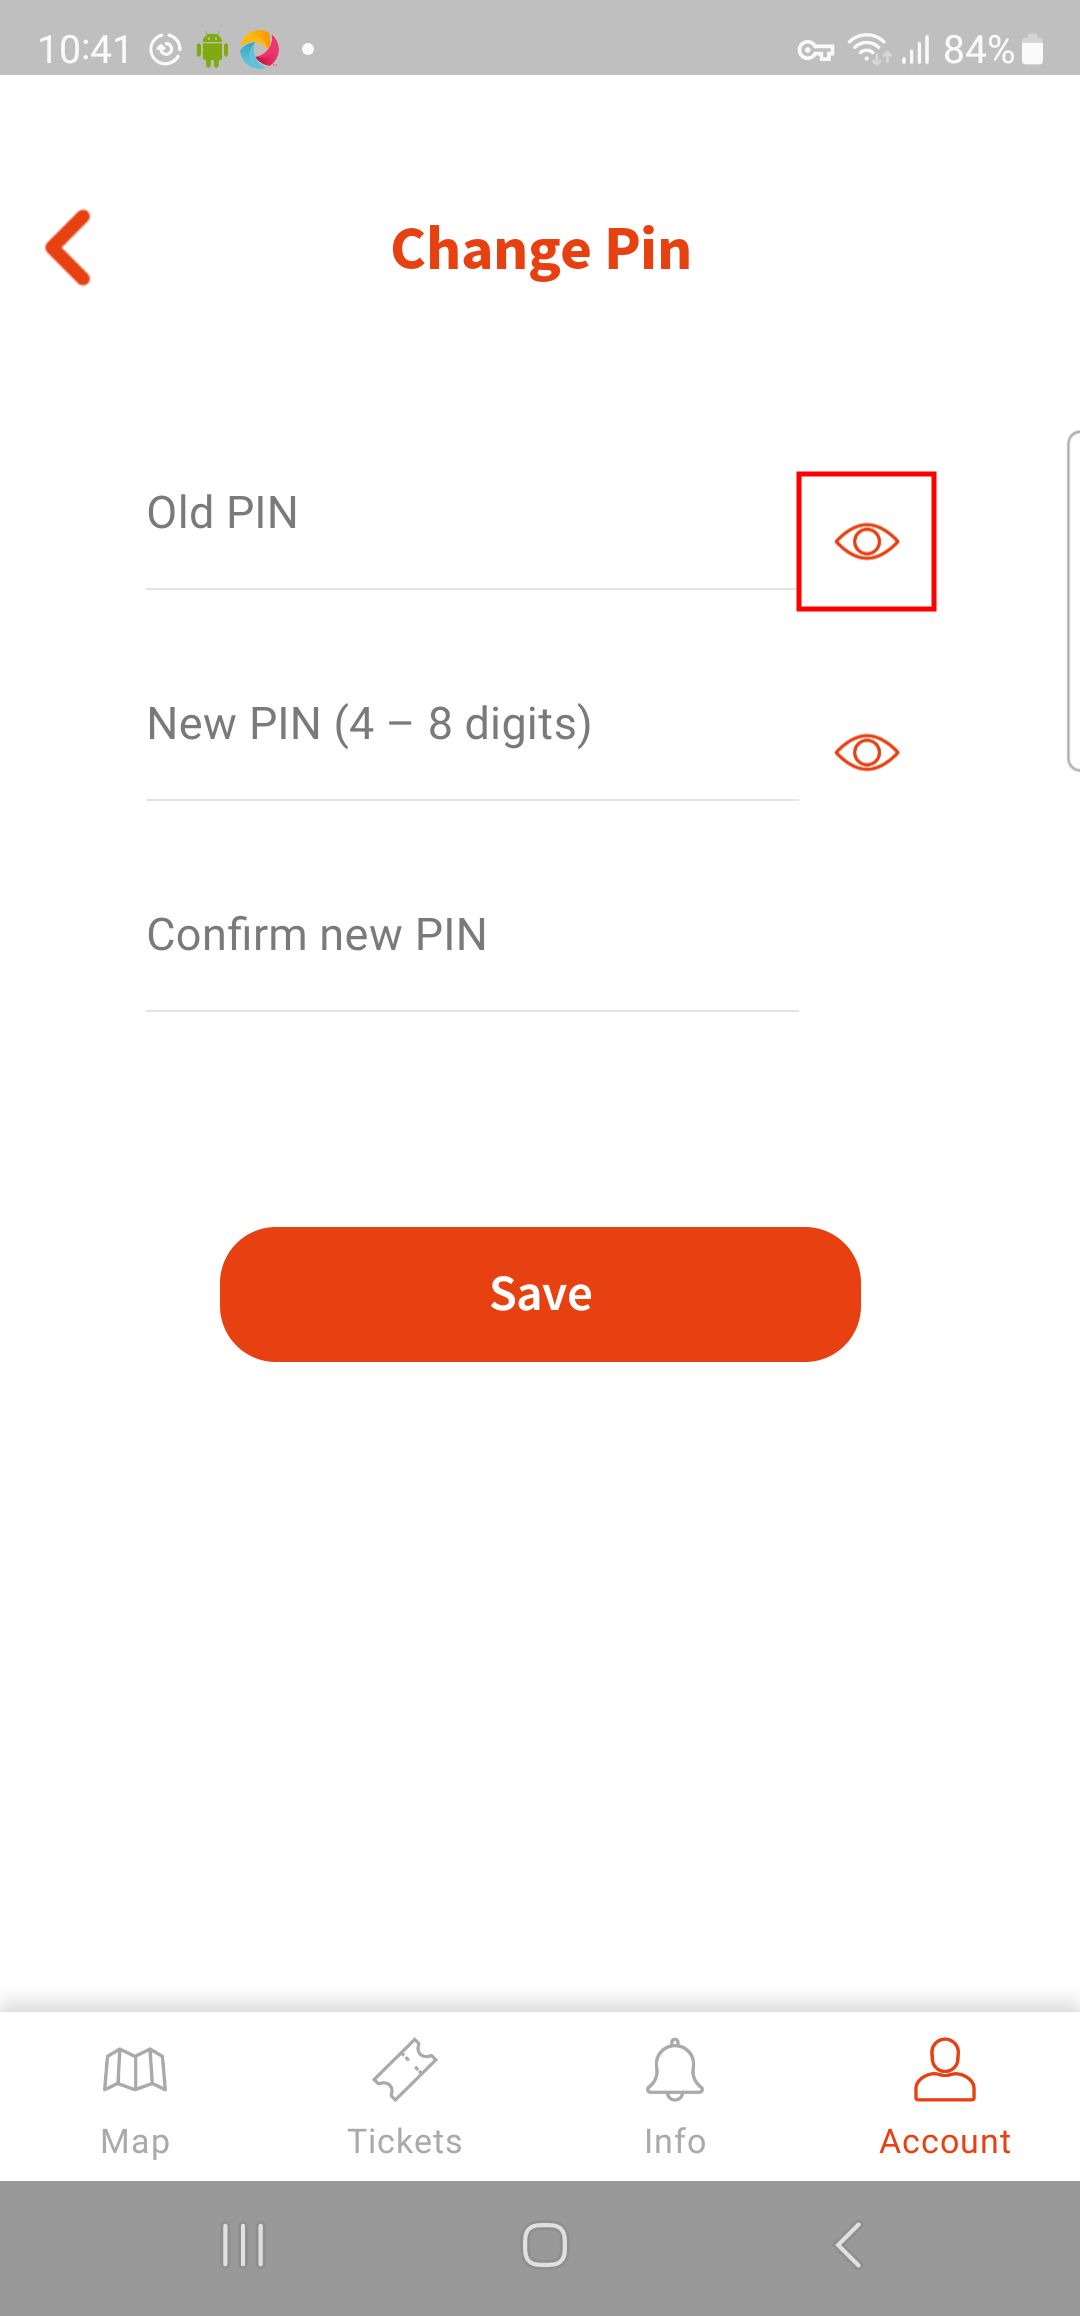 10:41
84%
Change Pin
Old PIN
New PIN (4 – 8 digits)
Confirm new PIN
Save
Map
Tickets
Info
Account